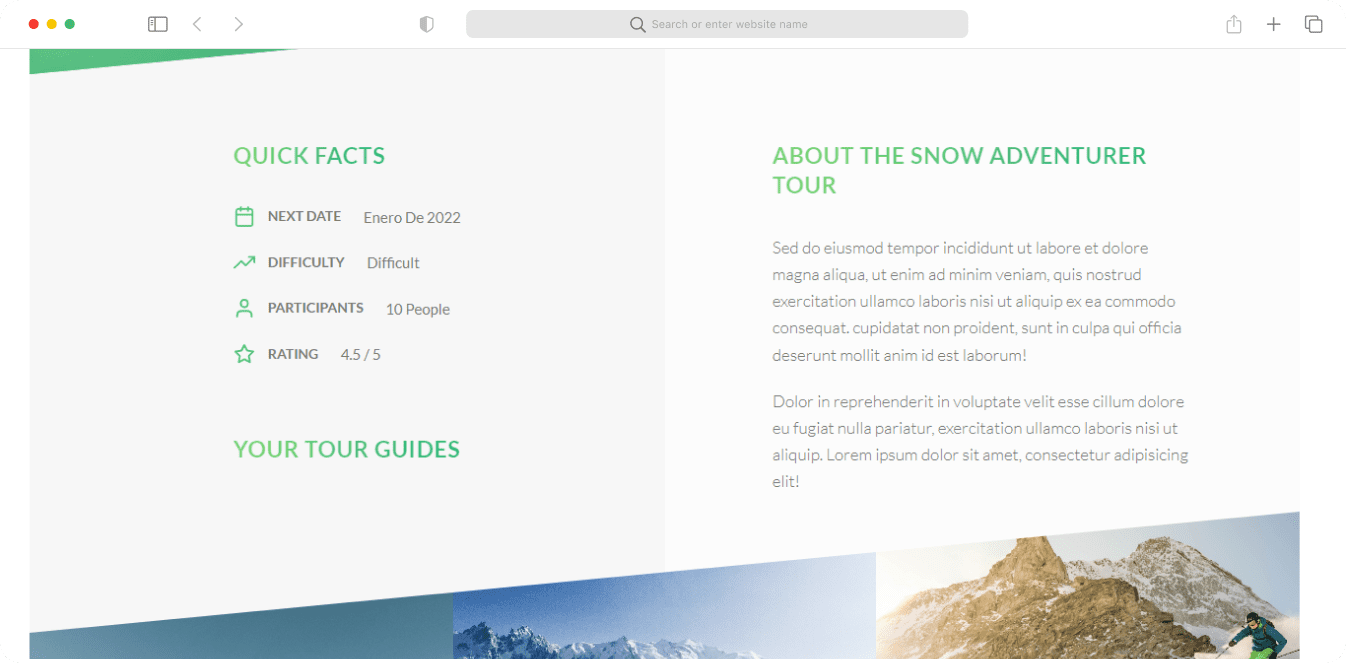 Search or enter website name
QUICK FACTS
NEXT DATE Enero De 2022
DIFFICULTY Difficult
PARTICIPANTS 10 People
RATING 4.5 / 5
YOUR TOUR GUIDES
ABOUT THE SNOW ADVENTURER
TOUR
Sed do eiusmod tempor incididunt ut labore et dolore
magna aliqua, ut enim ad minim veniam, quis nostrud
exercitation ullamco laboris nisi ut aliquip ex ea commodo
consequat. cupidatat non proident, sunt in culpa qui officia
deserunt mollit anim id est laborum!
Dolor in reprehenderit in voluptate velit esse cillum dolore
eu fugiat nulla pariatur, exercitation ullamco laboris nisi ut
aliquip. Lorem ipsum dolor sit amet, consectetur adipisicing
elit!